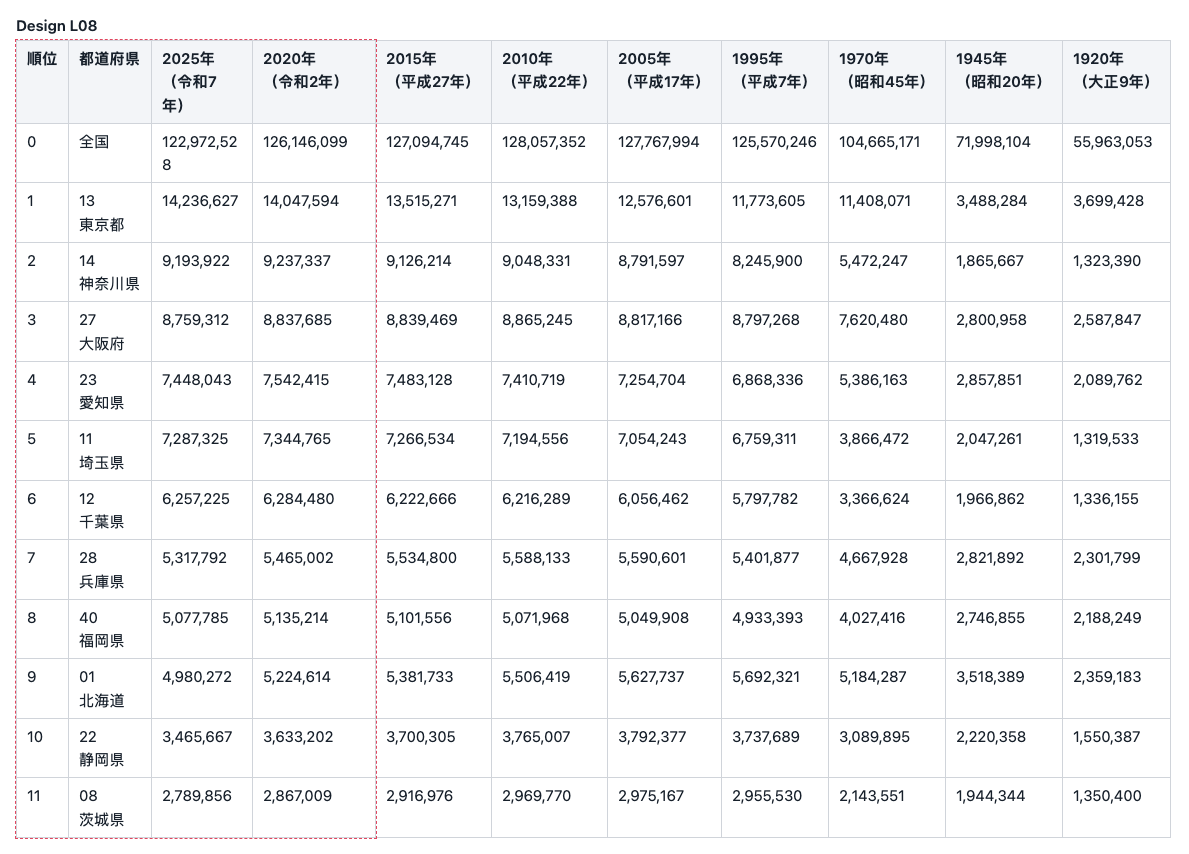 Design L08
順位 都道府県 2025年（令和7年） 2020年（令和2年） 2015年（平成27年） 2010年（平成22年） 2005年（平成17年） 1995年（平成7年） 1970年（昭和45年） 1945年（昭和20年） 1920年（大正9年）
0 全国 122,972,528 126,146,099 127,094,745 128,057,352 127,767,994 125,570,246 104,665,171 71,998,104 55,963,053
1 13 東京都 14,236,627 14,047,594 13,515,271 13,159,388 12,576,601 11,773,605 11,408,071 3,488,284 3,699,428
2 14 神奈川県 9,193,922 9,237,337 9,126,214 9,048,331 8,791,597 8,245,900 5,472,247 1,865,667 1,323,390
3 27 大阪府 8,759,312 8,837,685 8,839,469 8,865,245 8,817,166 8,797,268 7,620,480 2,800,958 2,587,847
4 23 愛知県 7,448,043 7,542,415 7,483,128 7,410,719 7,254,704 6,868,336 5,386,163 2,857,851 2,089,762
5 11 埼玉県 7,287,325 7,344,765 7,266,534 7,194,556 7,054,243 6,759,311 3,866,472 2,047,261 1,319,533
6 12 千葉県 6,257,225 6,284,480 6,222,666 6,216,289 6,056,462 5,797,782 3,366,624 1,966,862 1,336,155
7 28 兵庫県 5,317,792 5,465,002 5,534,800 5,588,133 5,590,601 5,401,877 4,667,928 2,821,892 2,301,799
8 40 福岡県 5,077,785 5,135,214 5,101,556 5,071,968 5,049,908 4,933,393 4,027,416 2,746,855 2,188,249
9 01 北海道 4,980,272 5,224,614 5,381,733 5,506,419 5,627,737 5,692,321 5,184,287 3,518,389 2,359,183
10 22 静岡県 3,465,667 3,633,202 3,700,305 3,765,007 3,792,377 3,737,689 3,089,895 2,220,358 1,550,387
11 08 茨城県 2,789,856 2,867,009 2,916,976 2,969,770 2,975,167 2,955,530 2,143,551 1,944,344 1,350,400